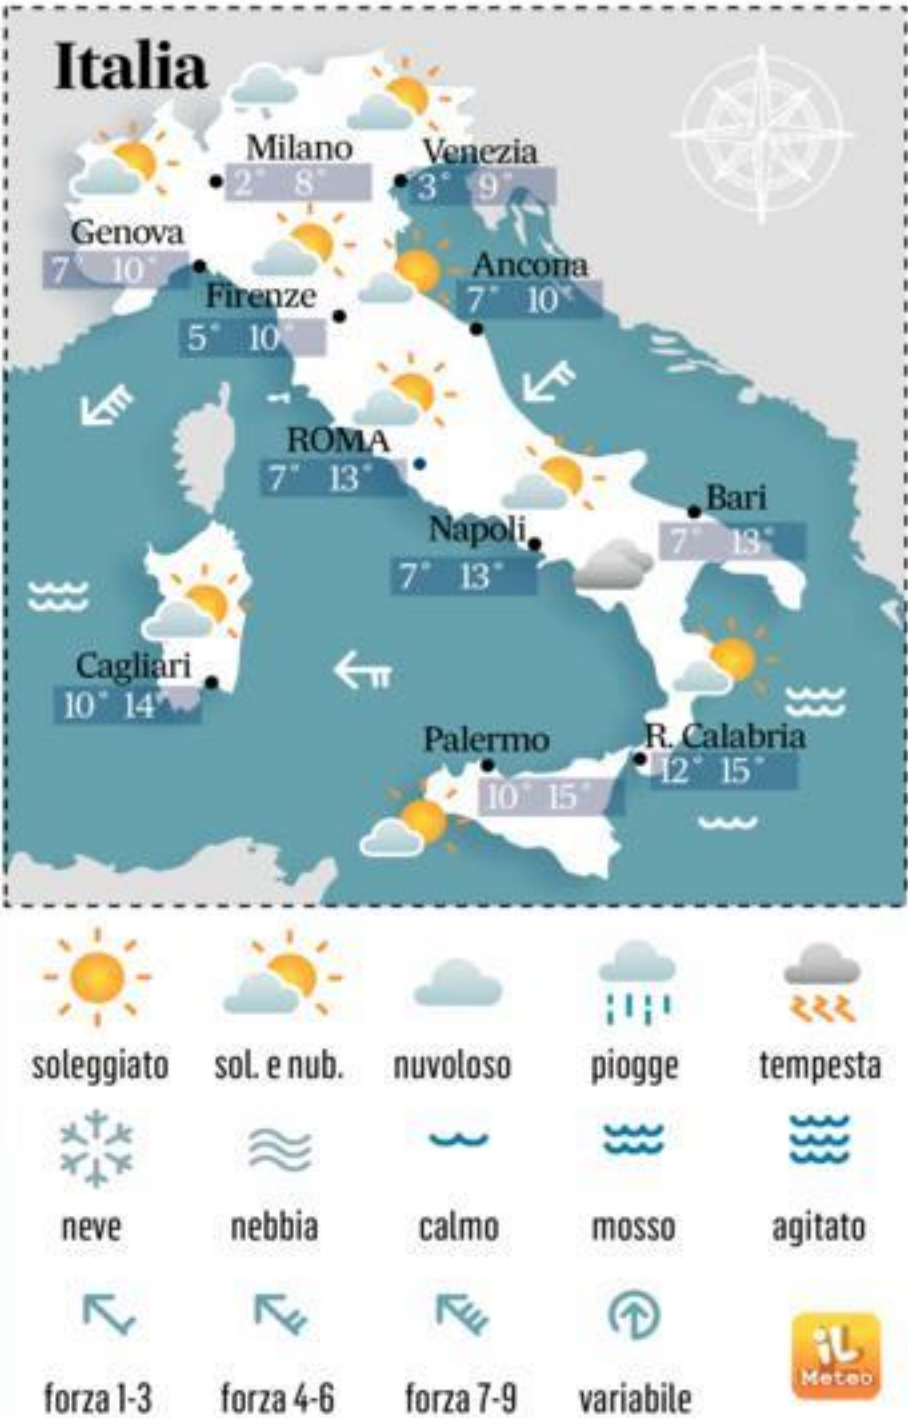 Italia
Milano
2° 8°
Venezia
3° 9°
Genova
7° 10°
Ancona
7° 10°
Firenze
5° 10°
ROMA
7° 13°
Bari
7° 13°
Napoli
7° 13°
Cagliari
10° 14°
Palermo
10° 15°
R. Calabria
12° 15°
soleggiato sol. e nub. nuvoloso piogge tempesta
neve nebbia calmo mosso agitato
iL
Meteo
forza 1-3 forza 4-6 forza 7-9 variabile